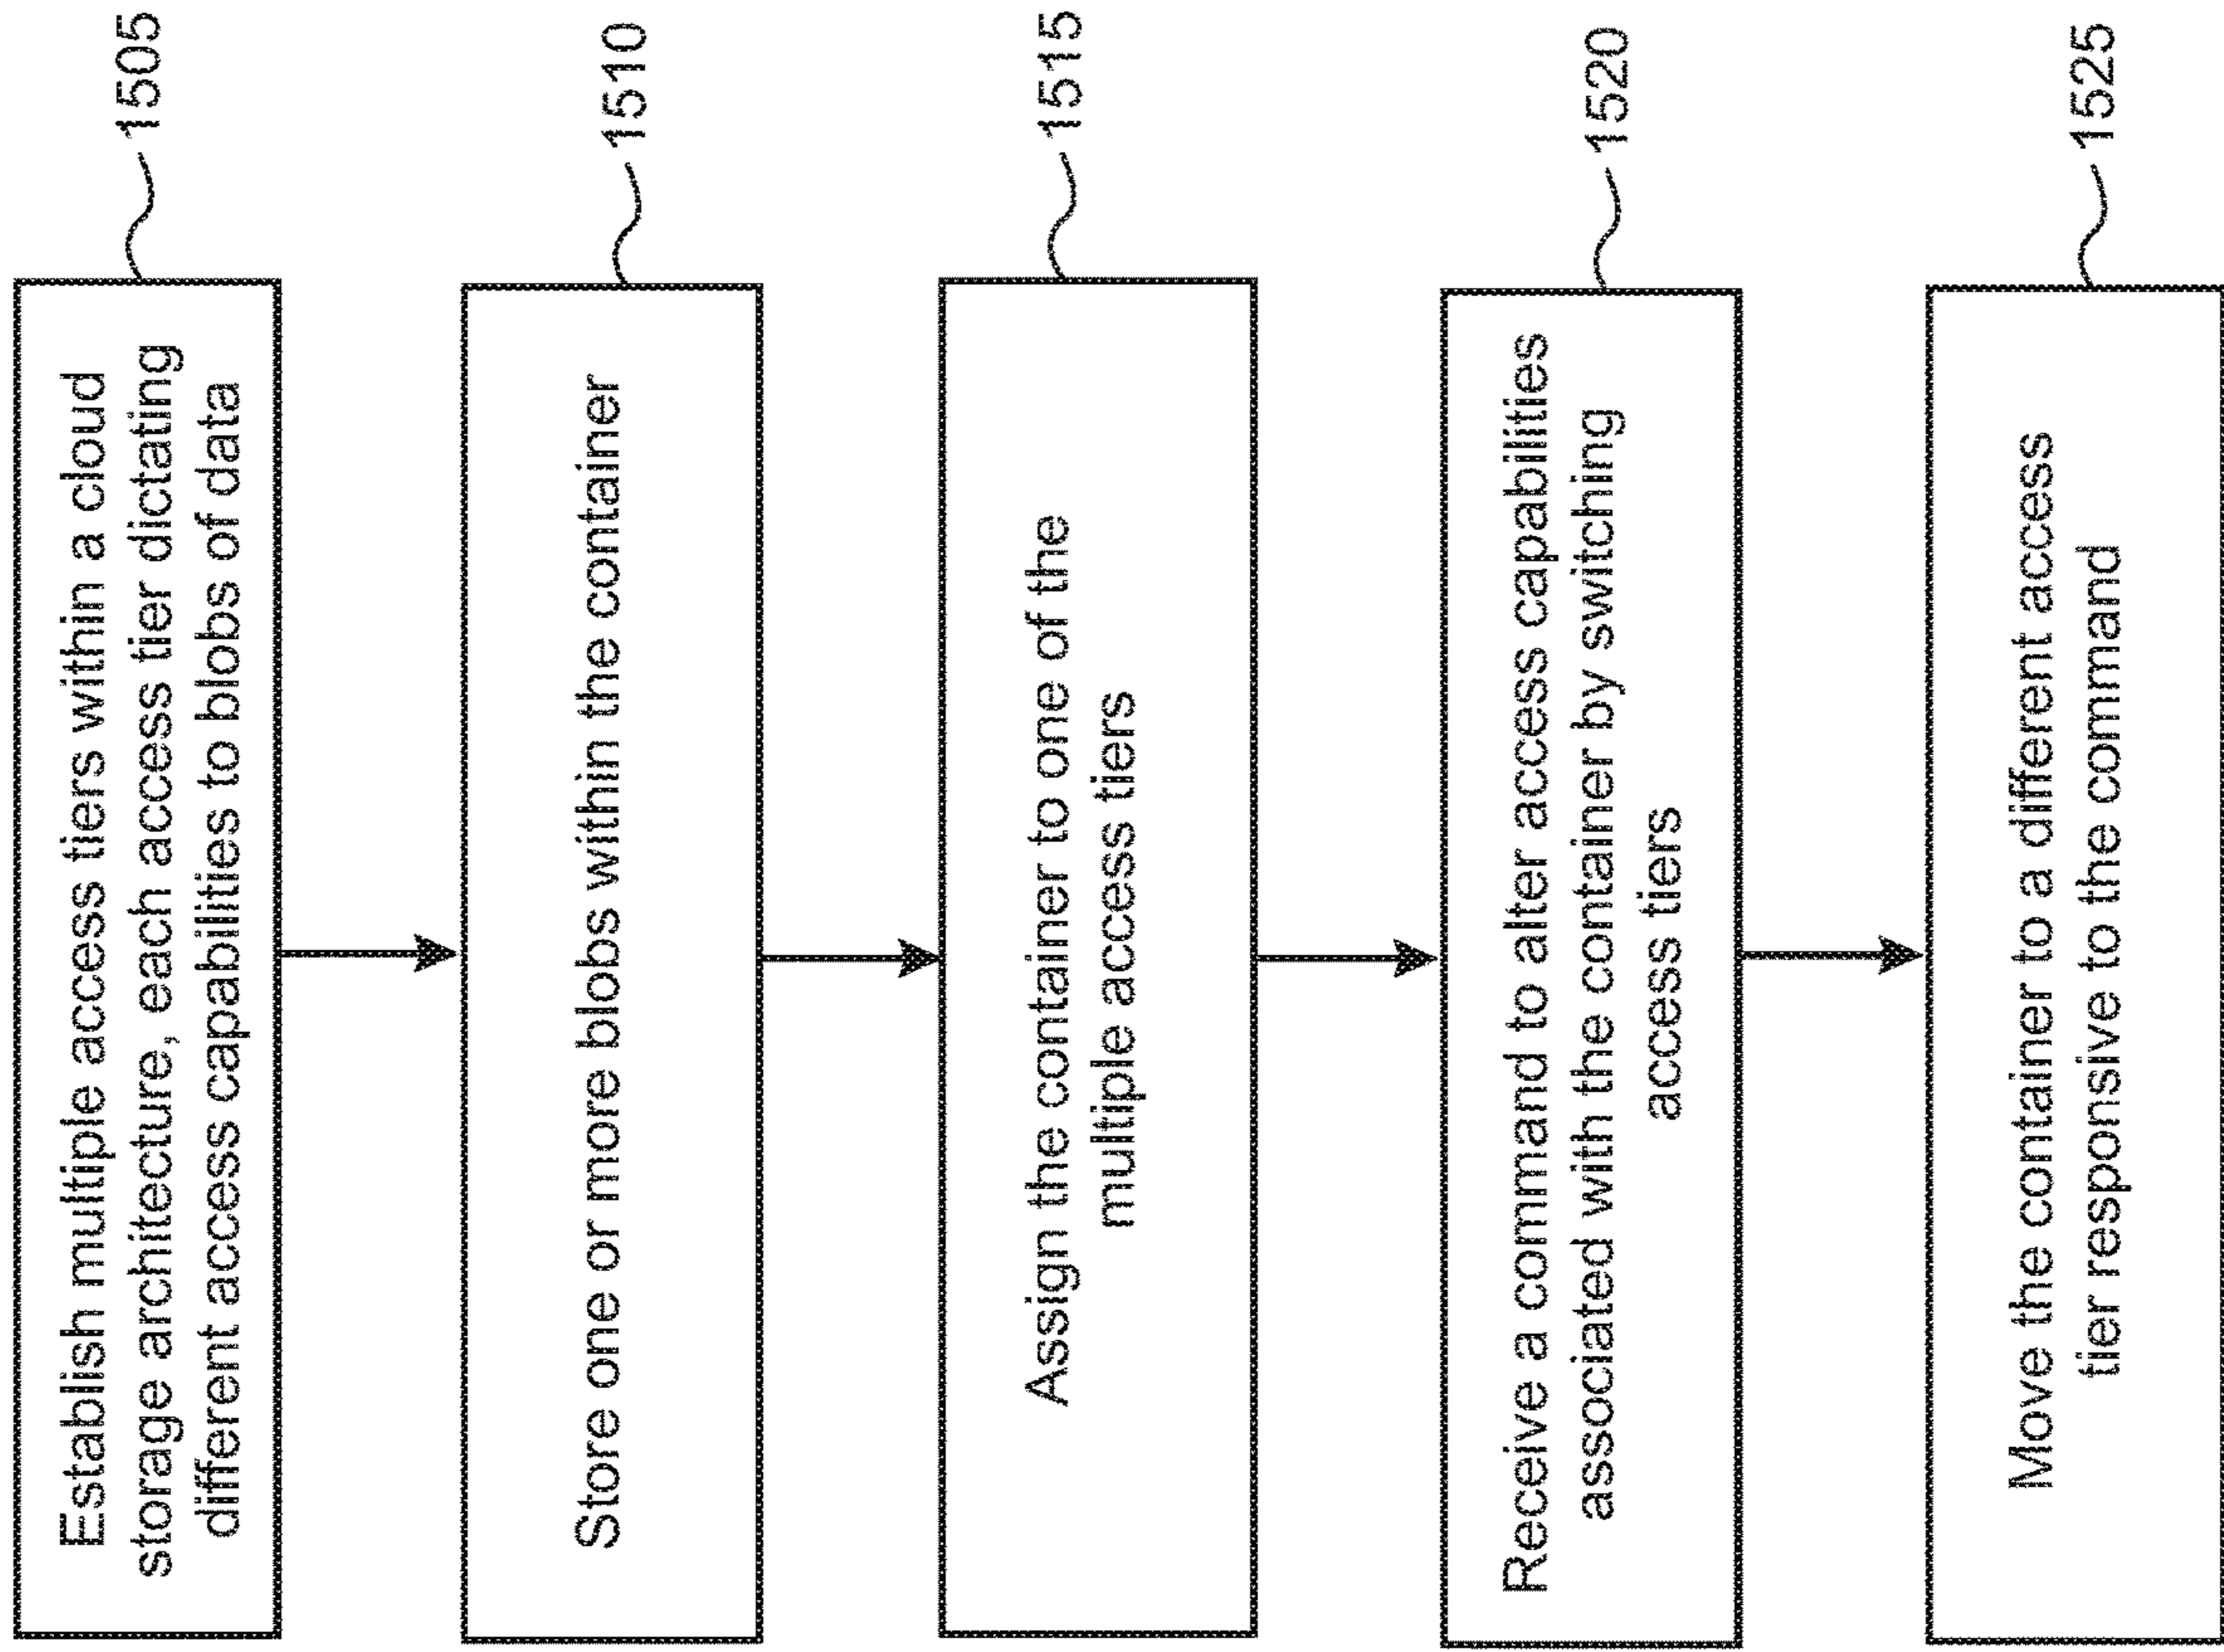 Establish multiple access tiers within a cloud
storage architecture, each access tier dictating
different access capabilities to blobs of data
1505
Store one or more blobs within the container
1510
Assign the container to one of the
multiple access tiers
1515
Receive a command to alter access capabilities
associated with the container by switching
access tiers
1520
Move the container to a different access
tier responsive to the command
1525